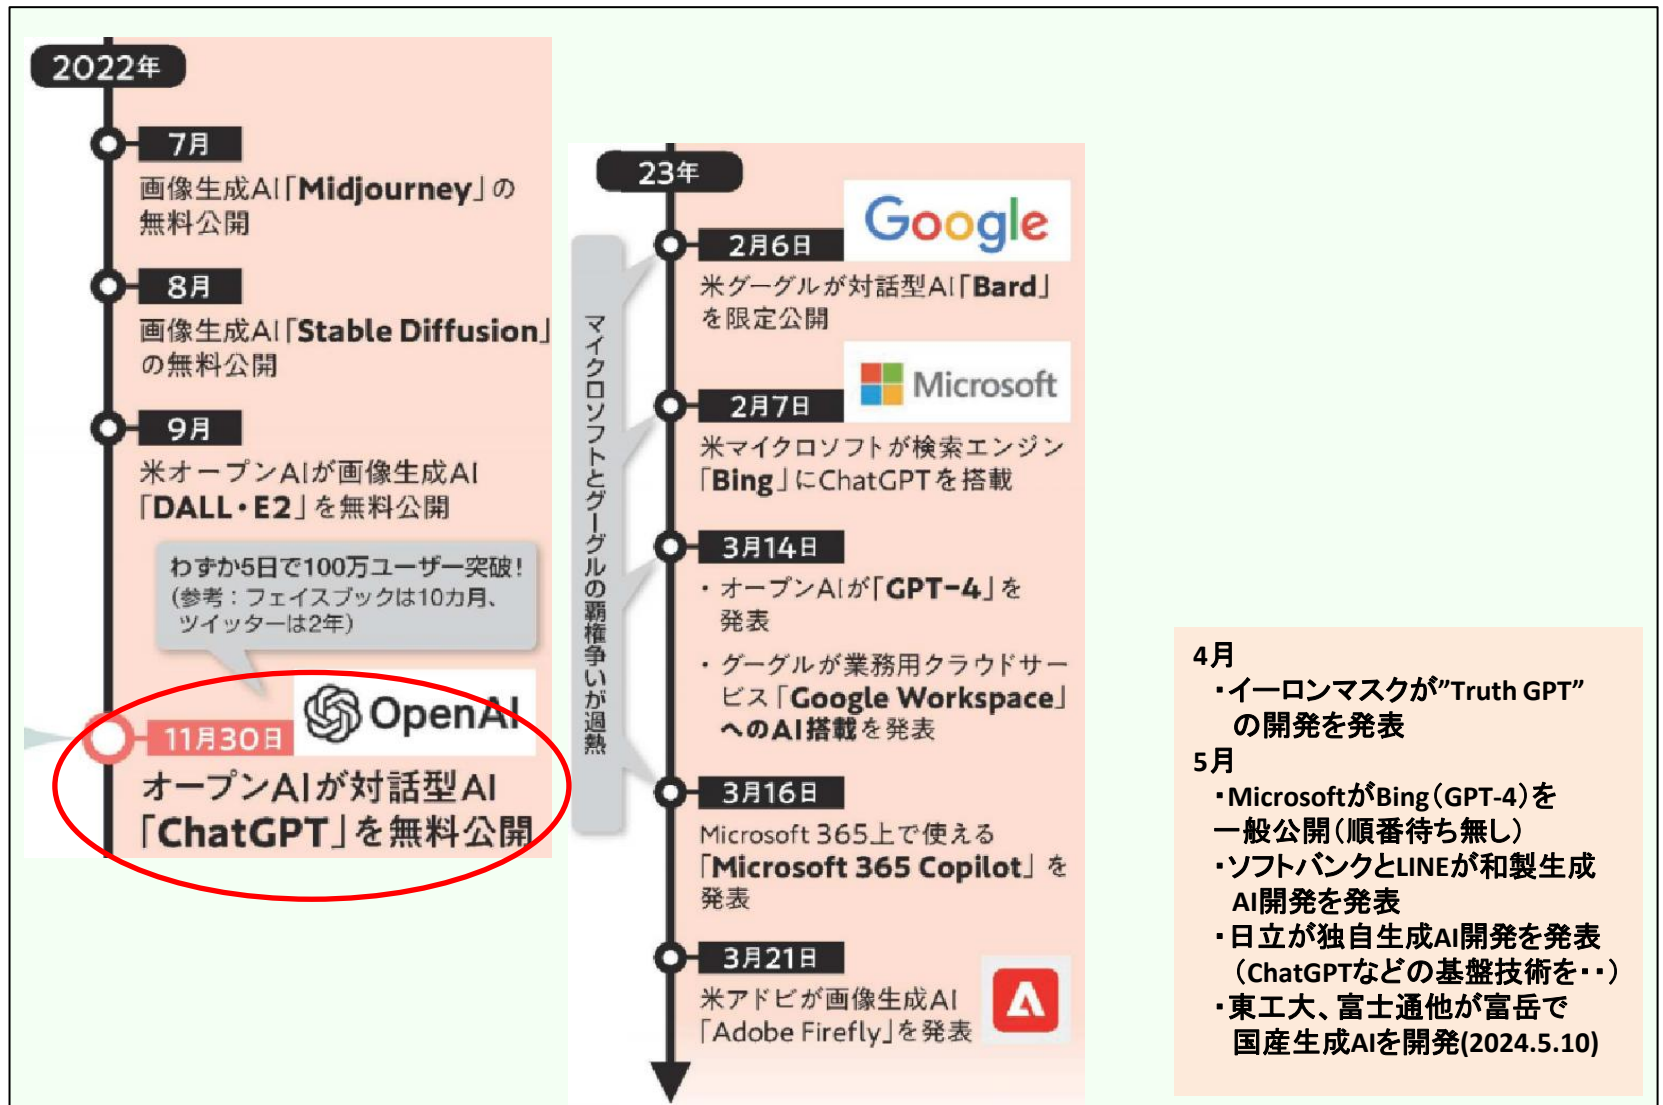 2022年
7月
画像生成AI「Midjourney」の
無料公開
8月
画像生成AI「Stable Diffusion」
の無料公開
9月
米オープンAIが画像生成AI
「DALL・E2」を無料公開
わずか5日で100万ユーザー突破!
(参考：フェイスブックは10カ月、
ツイッターは2年)
OpenAI
11月30日
オープンAIが対話型AI
「ChatGPT」を無料公開
23年
マイクロソフトとグーグルの覇権争いが過熱
Google
2月6日
米グーグルが対話型AI「Bard」
を限定公開
Microsoft
2月7日
米マイクロソフトが検索エンジン
「Bing」にChatGPTを搭載
3月14日
・オープンAIが「GPT-4」を
発表
・グーグルが業務用クラウドサー
ビス「Google Workspace」
へのAI搭載を発表
3月16日
Microsoft 365上で使える
「Microsoft 365 Copilot」を
発表
3月21日
米アドビが画像生成AI
「Adobe Firefly」を発表
4月
・イーロンマスクが”Truth GPT”
の開発を発表
5月
・MicrosoftがBing（GPT-4）を
一般公開（順番待ち無し）
・ソフトバンクとLINEが和製生成
AI開発を発表
・日立が独自生成AI開発を発表
（ChatGPTなどの基盤技術を・・）
・東工大、富士通他が富岳で
国産生成AIを開発(2024.5.10)